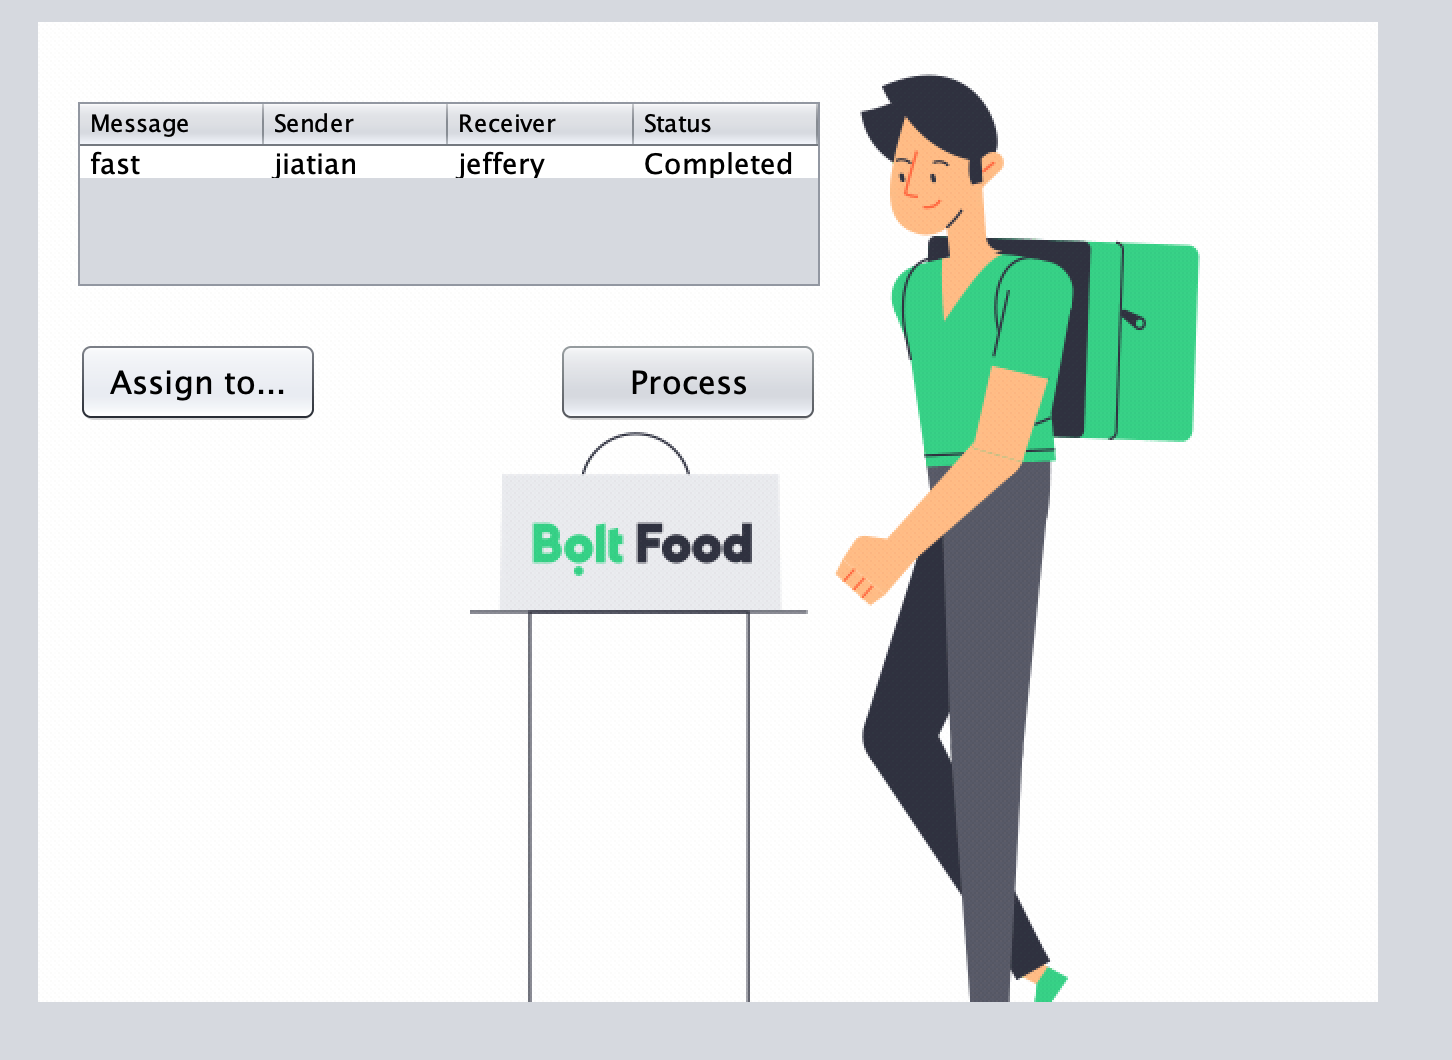 Message Sender Receiver Status
fast jiatian jeffery Completed
Assign to... Process
Bolt Food